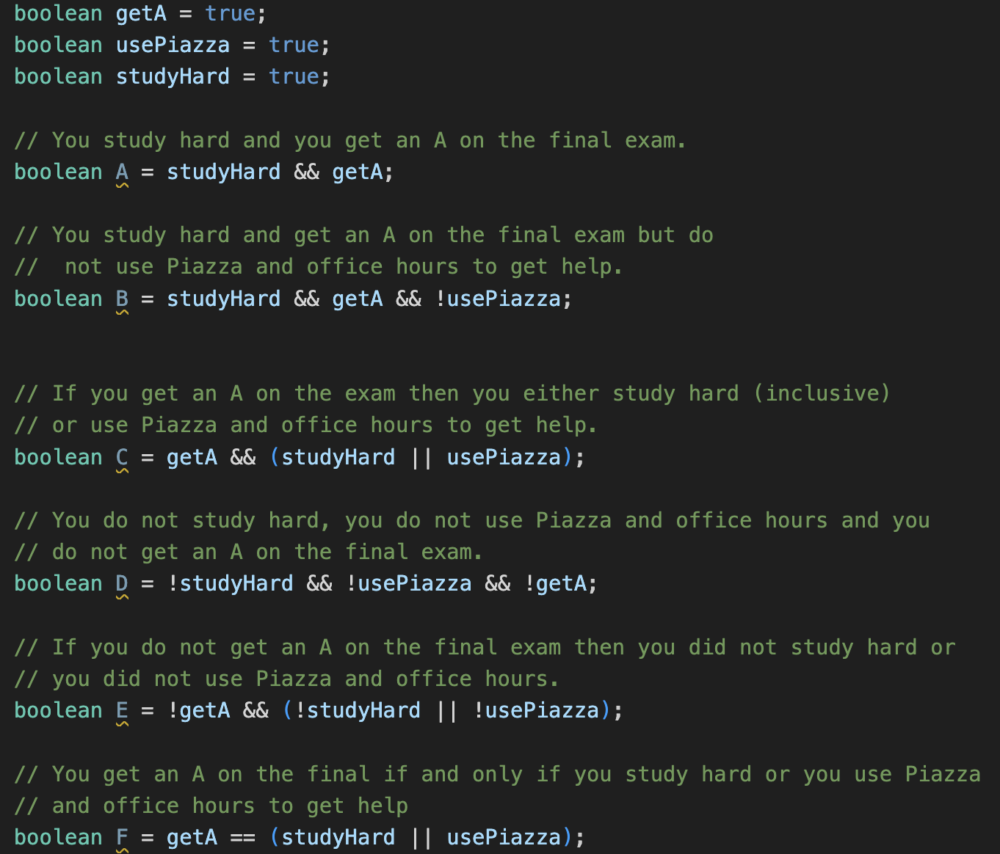 boolean getA = true;
boolean usePiazza = true;
boolean studyHard = true;
// You study hard and you get an A on the final exam.
boolean A = studyHard && getA;
// You study hard and get an A on the final exam but do
//  not use Piazza and office hours to get help.
boolean B = studyHard && getA && !usePiazza;
// If you get an A on the exam then you either study hard (inclusive)
// or use Piazza and office hours to get help.
boolean C = getA && (studyHard || usePiazza);
// You do not study hard, you do not use Piazza and office hours and you
// do not get an A on the final exam.
boolean D = !studyHard && !usePiazza && !getA;
// If you do not get an A on the final exam then you did not study hard or
// you did not use Piazza and office hours.
boolean E = !getA && (!studyHard || !usePiazza);
// You get an A on the final if and only if you study hard or you use Piazza
// and office hours to get help
boolean F = getA == (studyHard || usePiazza);